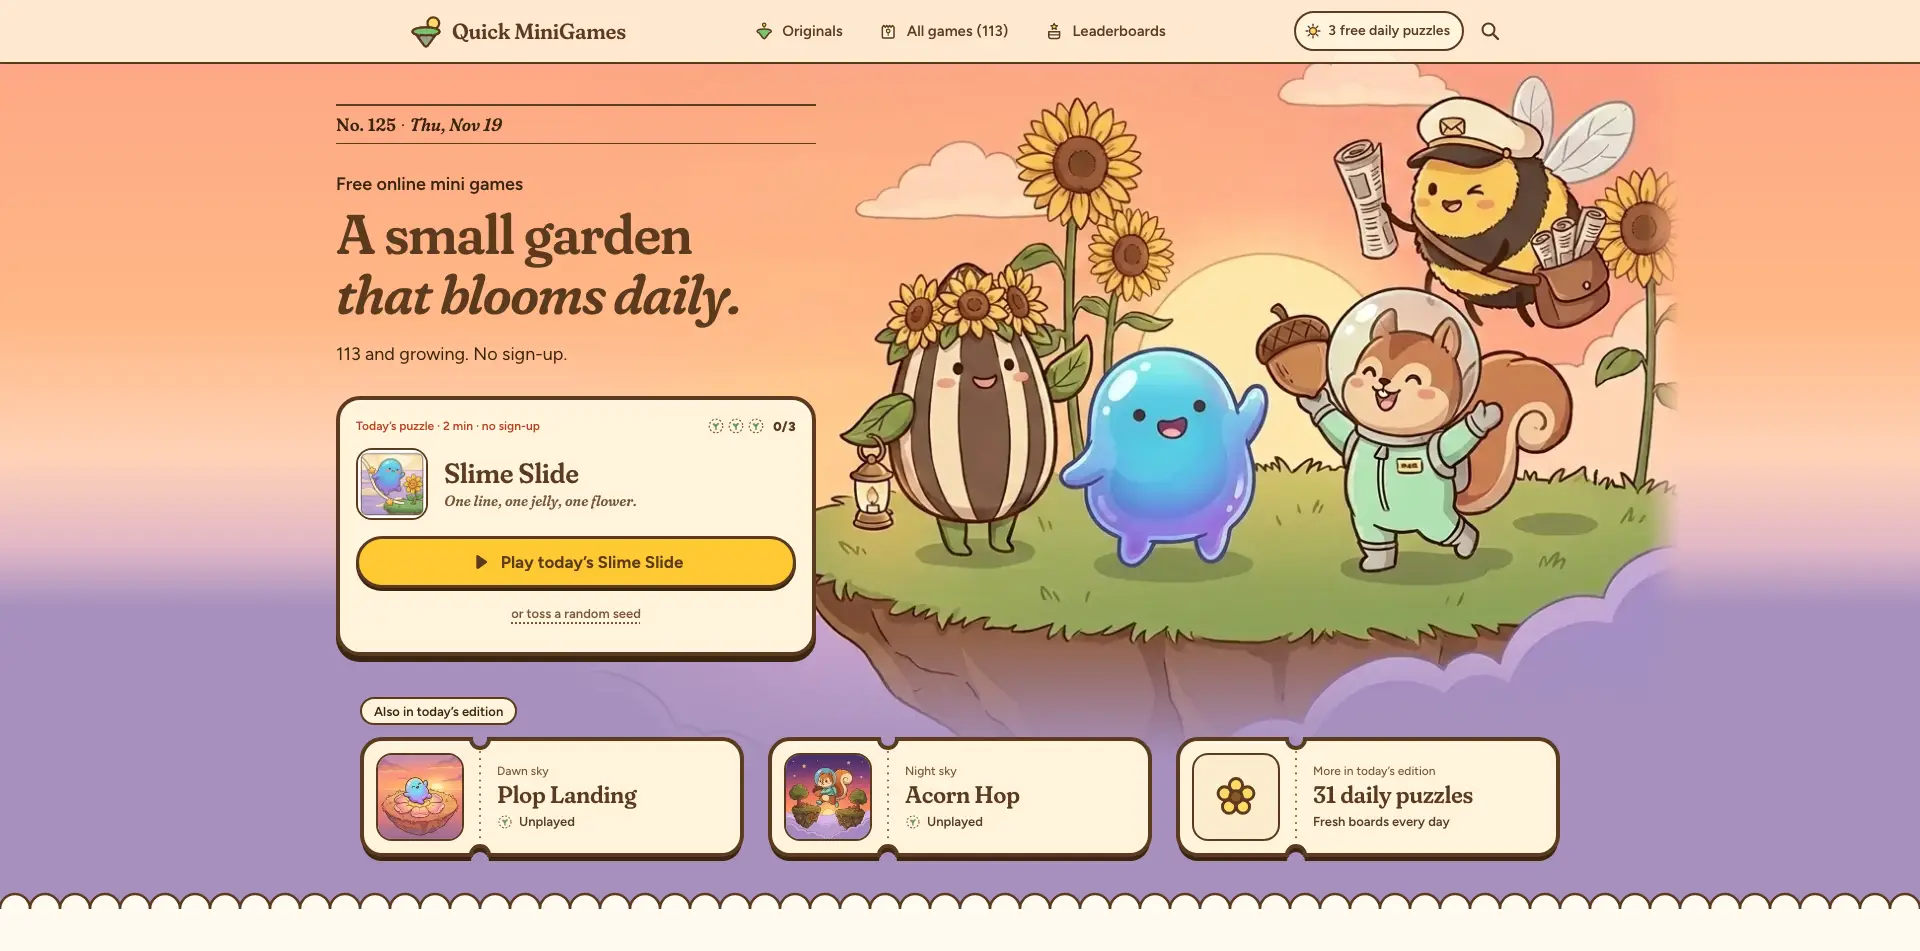 Quick MiniGames
Originals
All games (113)
Leaderboards
3 free daily puzzles
No. 125 · Thu, Nov 19
Free online mini games
A small garden
that blooms daily.
113 and growing. No sign-up.
Today's puzzle · 2 min · no sign-up
0/3
Slime Slide
One line, one jelly, one flower.
Play today's Slime Slide
or toss a random seed
Also in today's edition
Dawn sky
Plop Landing
Unplayed
Night sky
Acorn Hop
Unplayed
More in today's edition
31 daily puzzles
Fresh boards every day